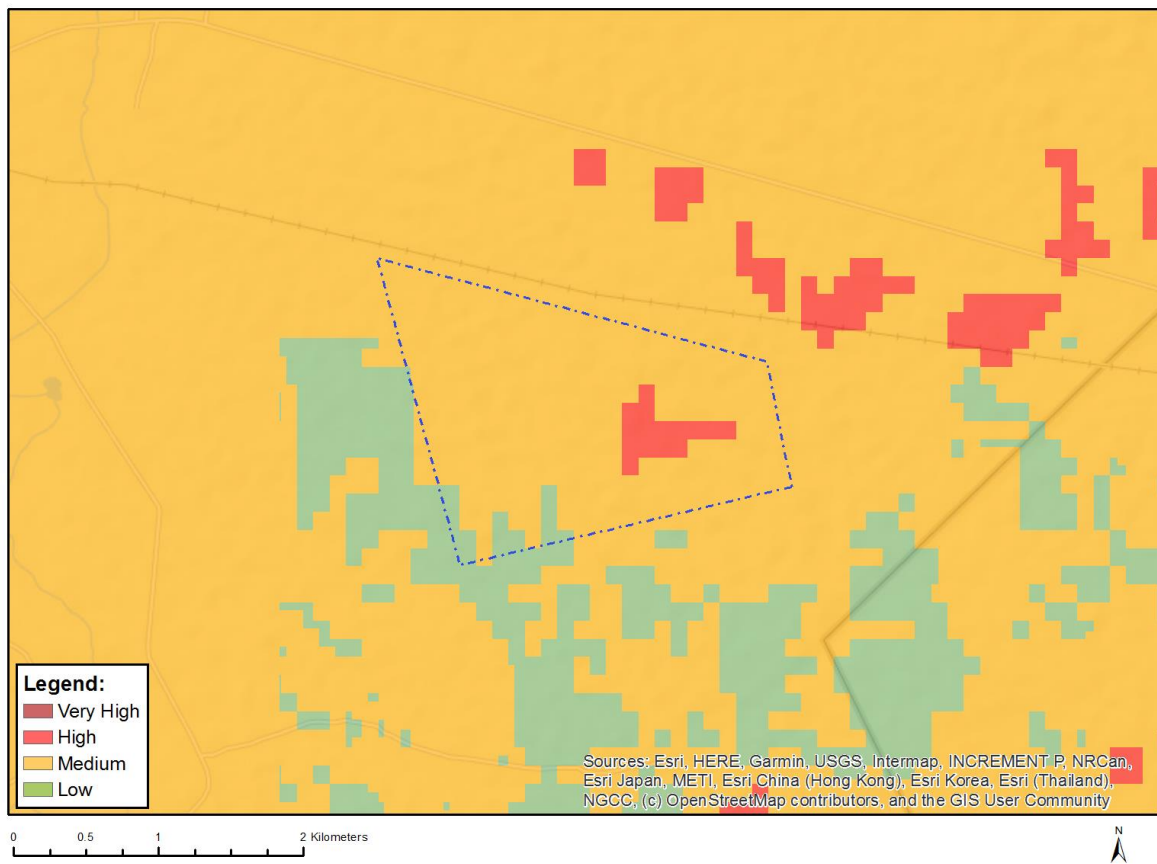 Legend:
Very High
High
Medium
Low
Sources: Esri, HERE, Garmin, USGS, Intermap, INCREMENT P, NRCan,
Esri Japan, METI, Esri China (Hong Kong), Esri Korea, Esri (Thailand),
NGCC, (c) OpenStreetMap contributors, and the GIS User Community
0 0.5 1 2 Kilometers
N